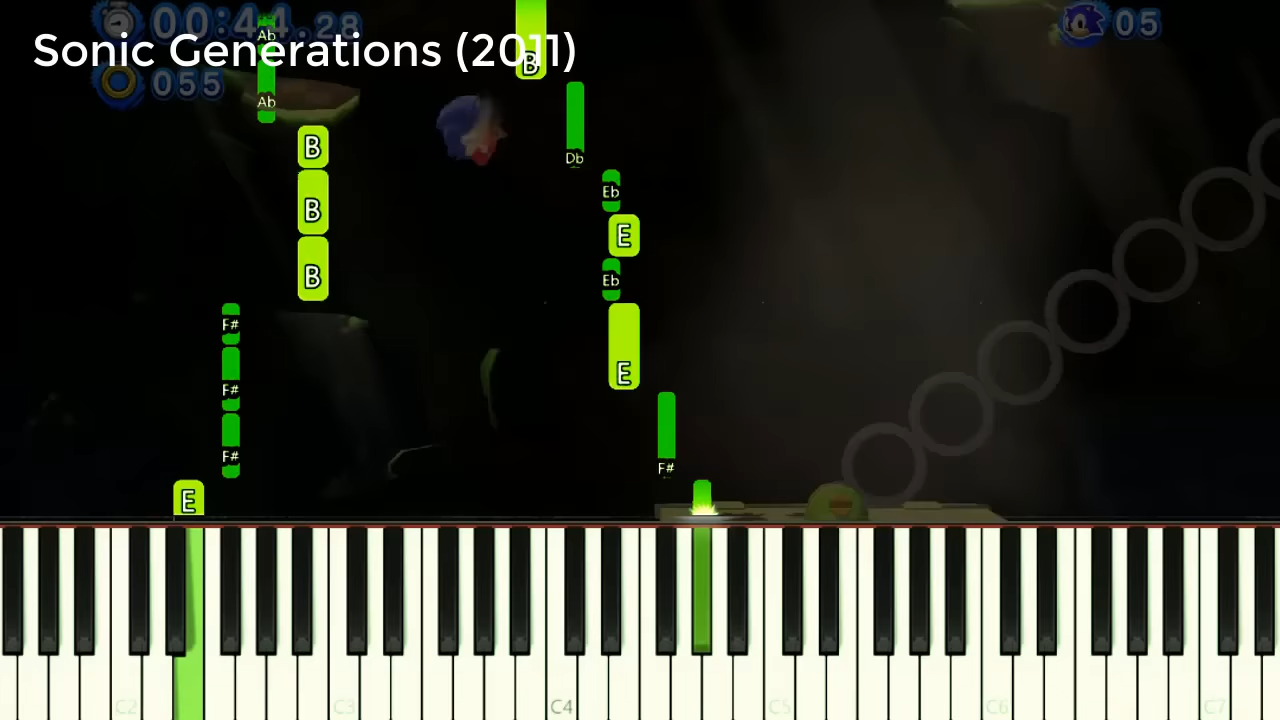 00:44.28
05
Sonic Generations (2011)
055
Ab
B
Ab
B
Db
Eb
B
E
B
Eb
F#
E
F#
F#
F#
E
C2
C3
C4
C5
C6
C7